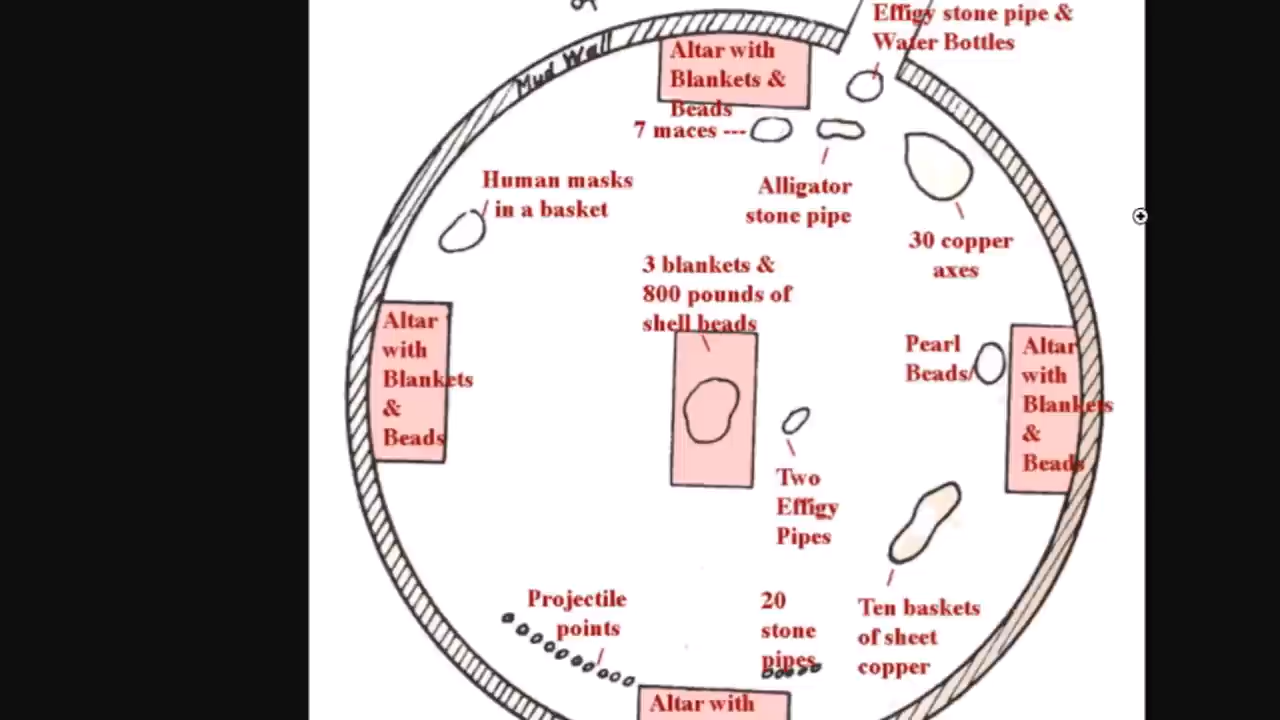 Effigy stone pipe &
Water Bottles
Mud Wall
Altar with
Blankets &
Beads
7 maces ---
Alligator
stone pipe
Human masks
in a basket
30 copper
axes
3 blankets &
800 pounds of
shell beads
Altar
with
Blankets
&
Beads
Pearl
Beads
Altar
with
Blankets
&
Beads
Two
Effigy
Pipes
Projectile
points
20
stone
pipes
Ten baskets
of sheet
copper
Altar with